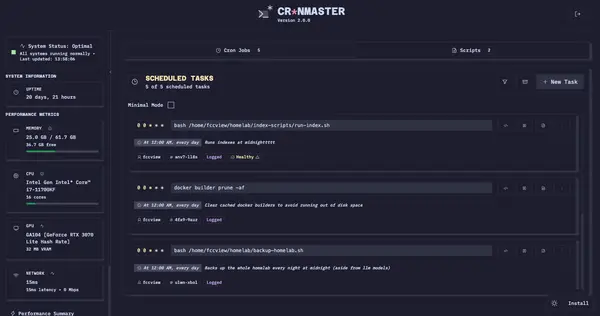 CR*NMASTER
Version 2.0.0
System Status: Optimal
All systems running normally •
Last updated: 13:58:06
SYSTEM INFORMATION
UPTIME
20 days, 21 hours
PERFORMANCE METRICS
MEMORY
25.0 GB / 61.7 GB
36.7 GB free
CPU
Intel Gen Intel® Core™
i7-11700KF
16 cores
GPU
GA104 [GeForce RTX 3070
Lite Hash Rate]
32 MB VRAM
NETWORK
15ms
15ms latency • 0 Mbps
Performance Summary
Cron Jobs 5
Scripts 2
SCHEDULED TASKS
5 of 5 scheduled tasks
+ New Task
Minimal Mode
0 0 * * *
bash /home/fccview/homelab/index-scripts/run-index.sh
At 12:00 AM, every day
Runs indexes at midnighttttt
fccview
Logged
Healthy
0 0 * * *
docker builder prune -af
At 12:00 AM, every day
Clear cached docker builders to avoid running out of disk space
fccview
Logged
0 0 * * *
bash /home/fccview/homelab/backup-homelab.sh
At 12:00 AM, every day
Backs up the whole homelab every night at midnight (aside from llm models)
fccview
Logged
Install